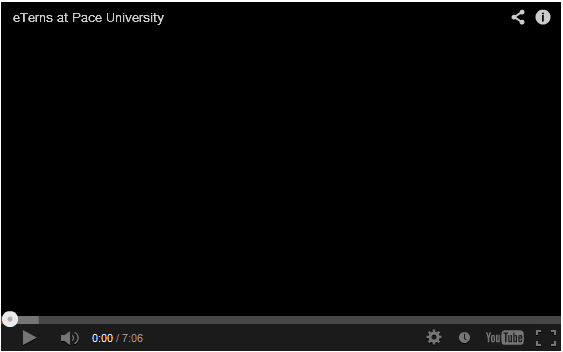 eTerns at Pace University
0:00 / 7:06
YouTube